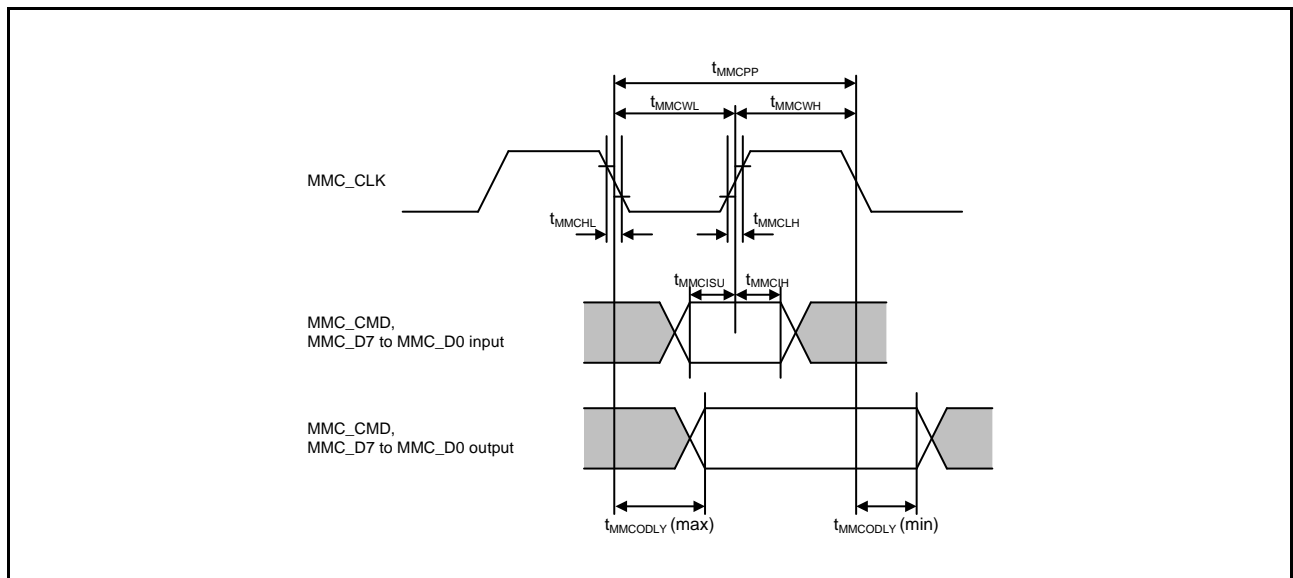 tMMCPP
tMMCWL tMMCWH
MMC_CLK
tMMCHL tMMCLH
tMMCISU tMMCIH
MMC_CMD,
MMC_D7 to MMC_D0 input
MMC_CMD,
MMC_D7 to MMC_D0 output
tMMCODLY (max) tMMCODLY (min)